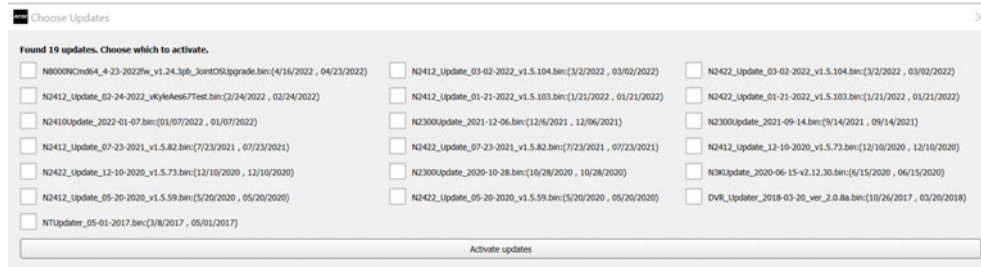 AMX
Choose Updates
Found 19 updates. Choose which to activate.
N8000NCmd64_4-23-2022fw_v1.24.3pb_JointOSUpgrade.bin:(4/16/2022 , 04/23/2022)
N2412_Update_03-02-2022_v1.5.104.bin:(3/2/2022 , 03/02/2022)
N2422_Update_03-02-2022_v1.5.104.bin:(3/2/2022 , 03/02/2022)
N2412_Update_02-24-2022_vKyleAes67Test.bin:(2/24/2022 , 02/24/2022)
N2412_Update_01-21-2022_v1.5.103.bin:(1/21/2022 , 01/21/2022)
N2422_Update_01-21-2022_v1.5.103.bin:(1/21/2022 , 01/21/2022)
N2410Update_2022-01-07.bin:(01/07/2022 , 01/07/2022)
N2300Update_2021-12-06.bin:(12/6/2021 , 12/06/2021)
N2300Update_2021-09-14.bin:(9/14/2021 , 09/14/2021)
N2412_Update_07-23-2021_v1.5.82.bin:(7/23/2021 , 07/23/2021)
N2422_Update_07-23-2021_v1.5.82.bin:(7/23/2021 , 07/23/2021)
N2412_Update_12-10-2020_v1.5.73.bin:(12/10/2020 , 12/10/2020)
N2422_Update_12-10-2020_v1.5.73.bin:(12/10/2020 , 12/10/2020)
N2300Update_2020-10-28.bin:(10/28/2020 , 10/28/2020)
N3KUpdate_2020-06-15-v2.12.30.bin:(6/15/2020 , 06/15/2020)
N2412_Update_05-20-2020_v1.5.59.bin:(5/20/2020 , 05/20/2020)
N2422_Update_05-20-2020_v1.5.59.bin:(5/20/2020 , 05/20/2020)
DVR_Updater_2018-03-20_ver_2.0.8a.bin:(10/26/2017 , 03/20/2018)
NTUpdater_05-01-2017.bin:(3/8/2017 , 05/01/2017)
Activate updates